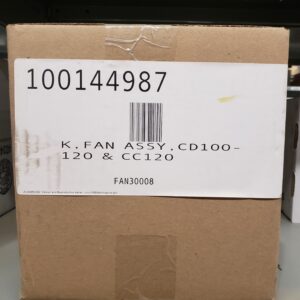 100144987
K.FAN ASSY.CD100-
120 & CC120
FAN30008